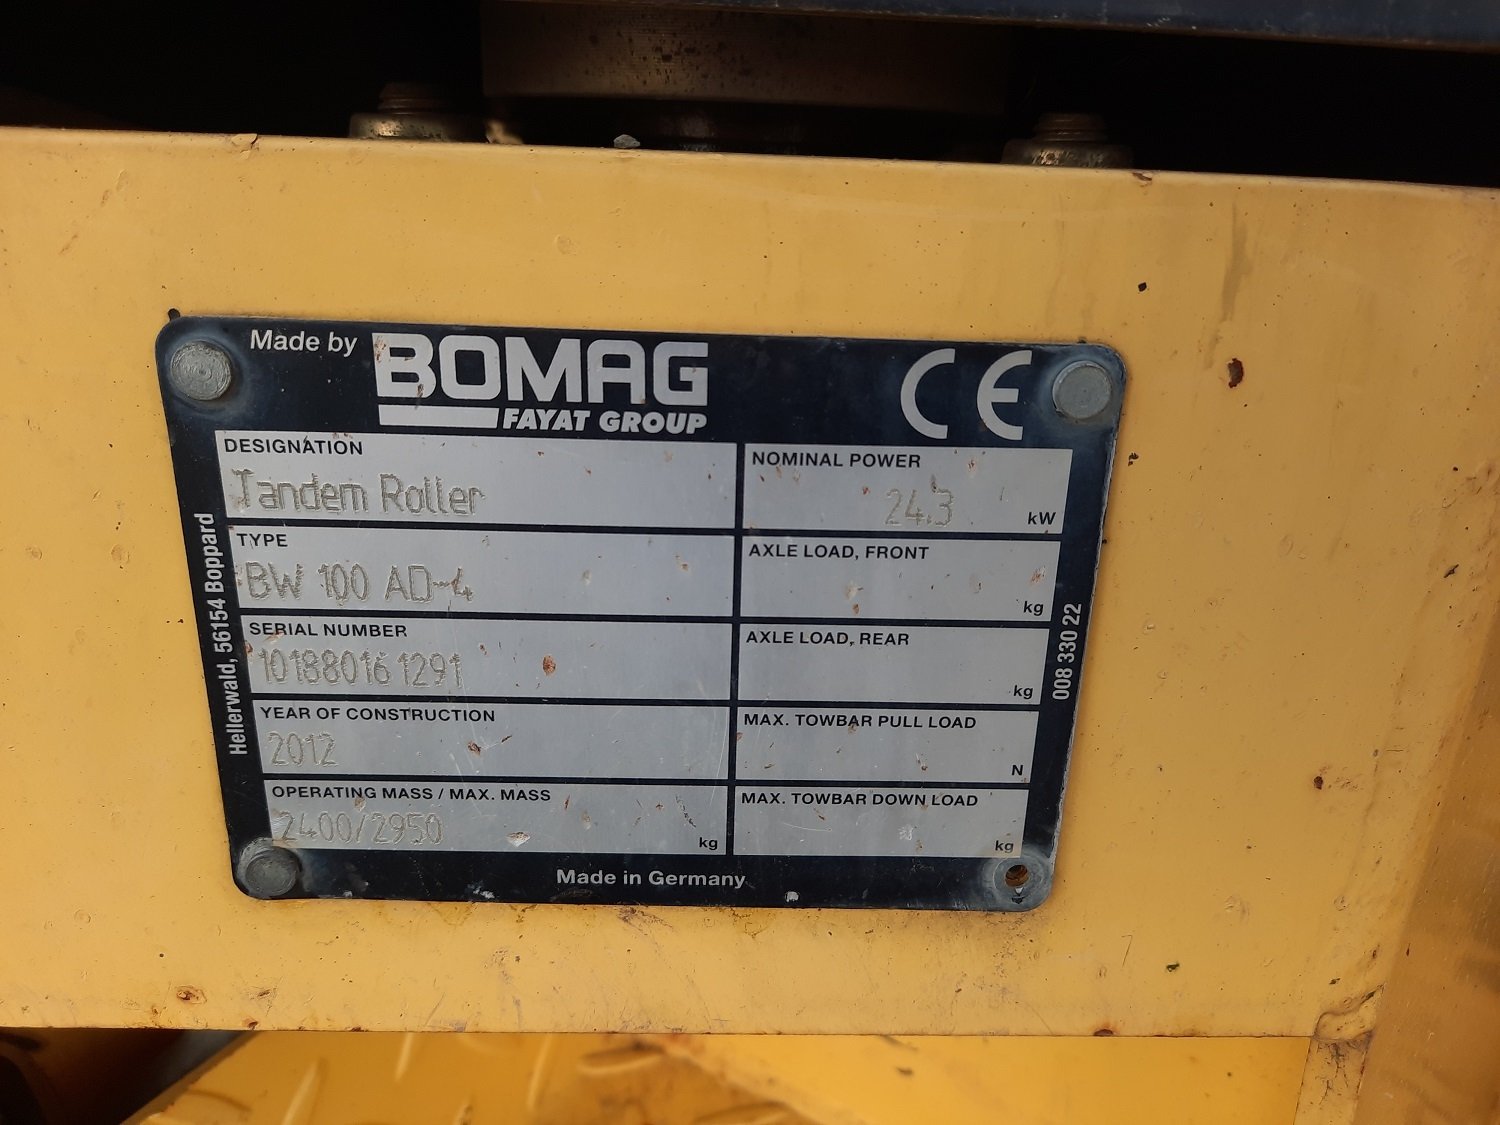 Made by BOMAG
FAYAT GROUP
CE
DESIGNATION
Tandem Roller
TYPE
BW 100 AD-4
SERIAL NUMBER
101880161291
YEAR OF CONSTRUCTION
2012
OPERATING MASS / MAX. MASS
2400/2950
kg
NOMINAL POWER
24.3
kW
AXLE LOAD, FRONT
kg
AXLE LOAD, REAR
kg
MAX. TOWBAR PULL LOAD
N
MAX. TOWBAR DOWN LOAD
kg
Made in Germany
Hellerwald, 56154 Boppard
008 330 22